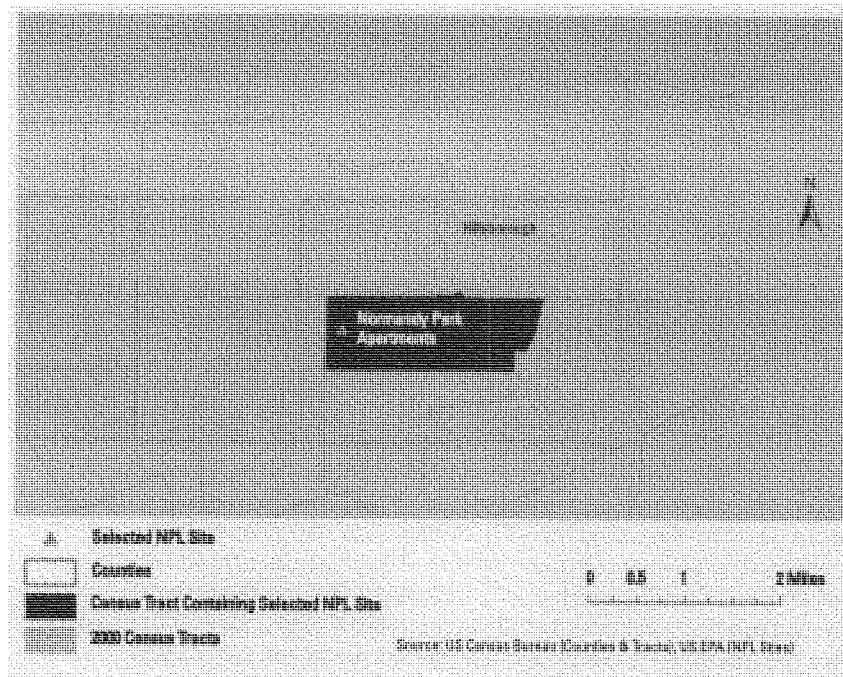 N
Hillsborough
Normandy Park
Apartments
Selected NPL Site
Counties
Census Tract Containing Selected NPL Site
2000 Census Tracts
0 0.5 1 2 Miles
Source: US Census Bureau (Counties & Tracts), US EPA (NPL Sites)